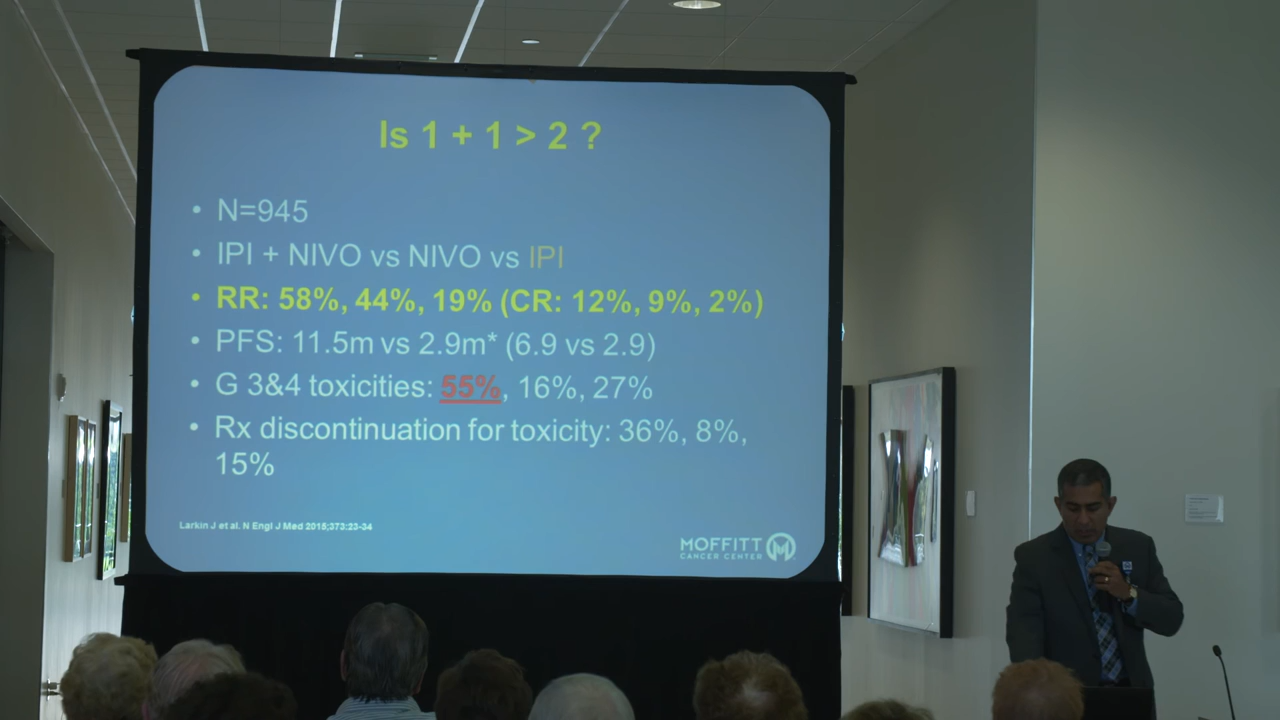 Is 1 + 1 > 2 ?
• N=945
• IPI + NIVO vs NIVO vs IPI
• RR: 58%, 44%, 19% (CR: 12%, 9%, 2%)
• PFS: 11.5m vs 2.9m* (6.9 vs 2.9)
• G 3&4 toxicities: 55%, 16%, 27%
• Rx discontinuation for toxicity: 36%, 8%,
15%
Larkin J et al. N Engl J Med 2015;373:23-34
MOFFITT
CANCER CENTER